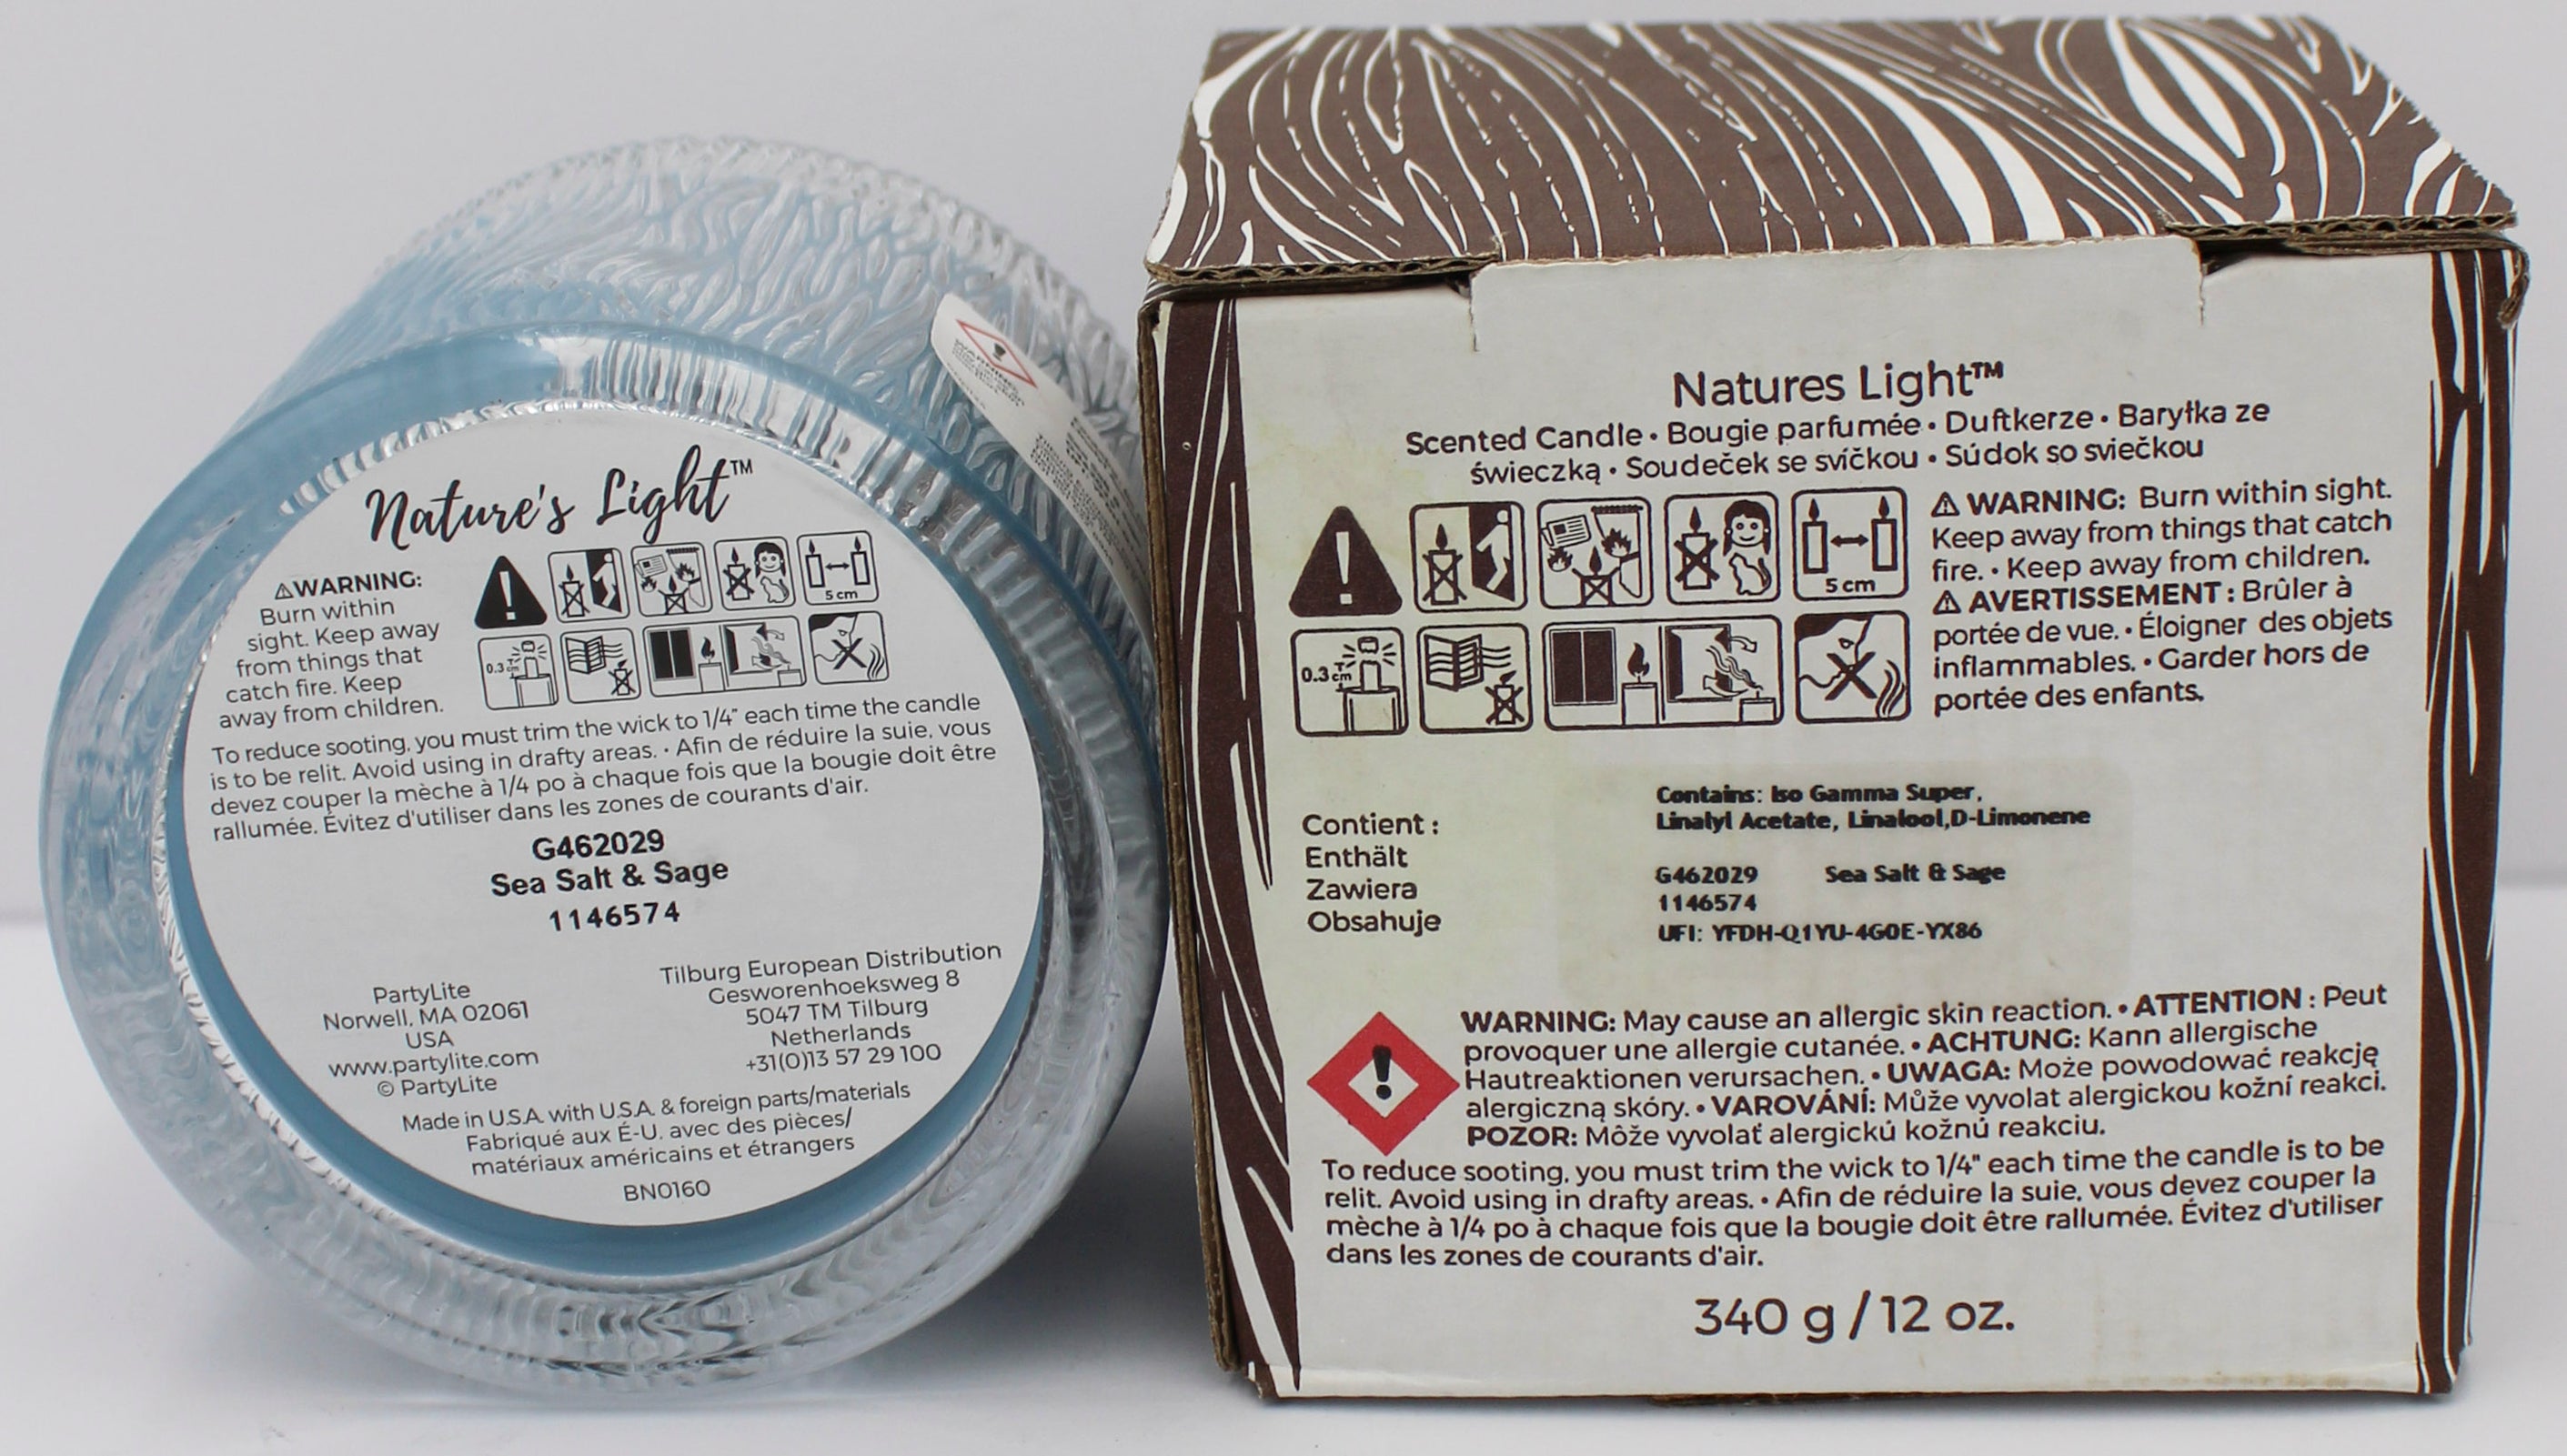 Nature's Light™
⚠WARNING:
Burn within
sight. Keep away
from things that
catch fire. Keep
away from children.
5 cm
0.3 cm
To reduce sooting, you must trim the wick to 1/4" each time the candle
is to be relit. Avoid using in drafty areas. • Afin de réduire la suie, vous
devez couper la mèche à 1/4 po à chaque fois que la bougie doit être
rallumée. Évitez d'utiliser dans les zones de courants d'air.
G462029
Sea Salt & Sage
1146574
PartyLite
Norwell, MA 02061
USA
www.partylite.com
© PartyLite
Tilburg European Distribution
Gesworenhoeksweg 8
5047 TM Tilburg
Netherlands
+31(0)13 57 29 100
Made in U.S.A. with U.S.A. & foreign parts/materials
Fabriqué aux É-U. avec des pièces/
matériaux américains et étrangers
BN0160
WARNING:
Natures Light™
Scented Candle • Bougie parfumée • Duftkerze • Baryłka ze
świeczką • Soudeček se svíčkou • Súdok so sviečkou
5 cm
0.3 cm
⚠ WARNING: Burn within sight.
Keep away from things that catch
fire. • Keep away from children.
⚠ AVERTISSEMENT : Brûler à
portée de vue. • Éloigner des objets
inflammables. • Garder hors de
portée des enfants.
Contient :
Enthält
Zawiera
Obsahuje
Contains: Iso Gamma Super,
Linalyl Acetate, Linalool,D-Limonene
G462029 Sea Salt & Sage
1146574
UFI: YFDH-Q1YU-4G0E-YX86
WARNING: May cause an allergic skin reaction. • ATTENTION : Peut
provoquer une allergie cutanée. • ACHTUNG: Kann allergische
Hautreaktionen verursachen. • UWAGA: Może powodować reakcję
alergiczną skóry. • VAROVÁNÍ: Může vyvolat alergickou kožní reakci.
POZOR: Môže vyvolať alergickú kožnú reakciu.
To reduce sooting, you must trim the wick to 1/4" each time the candle is to be
relit. Avoid using in drafty areas. • Afin de réduire la suie, vous devez couper la
mèche à 1/4 po à chaque fois que la bougie doit être rallumée. Évitez d'utiliser
dans les zones de courants d'air.
340 g / 12 oz.